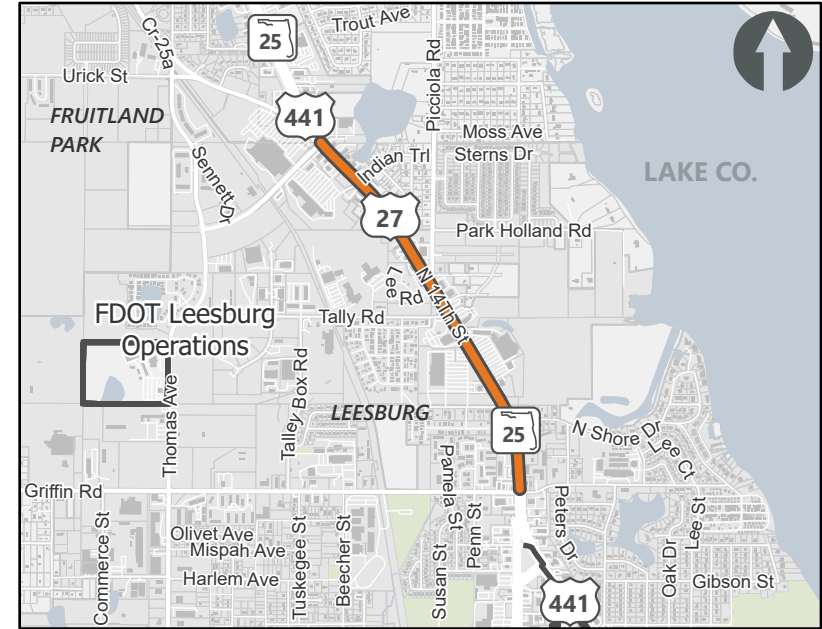 Trout Ave
Cr-25a
25
Picciola Rd
Urick St
FRUITLAND
PARK
441
Moss Ave
Indian Trl
Sterns Dr
Sennett Dr
LAKE CO.
27
Park Holland Rd
Lee
Rd
N 14Th St
FDOT Leesburg
Operations
Tally Rd
Talley Box Rd
Thomas Ave
LEESBURG
25
N Shore Dr
Lee Ct
Pamela St
Griffin Rd
Penn St
Peters Dr
Lee St
Commerce St
Olivet Ave
Mispah Ave
Harlem Ave
Tuskegee St
Beecher St
Susan St
Oak Dr
Gibson St
441